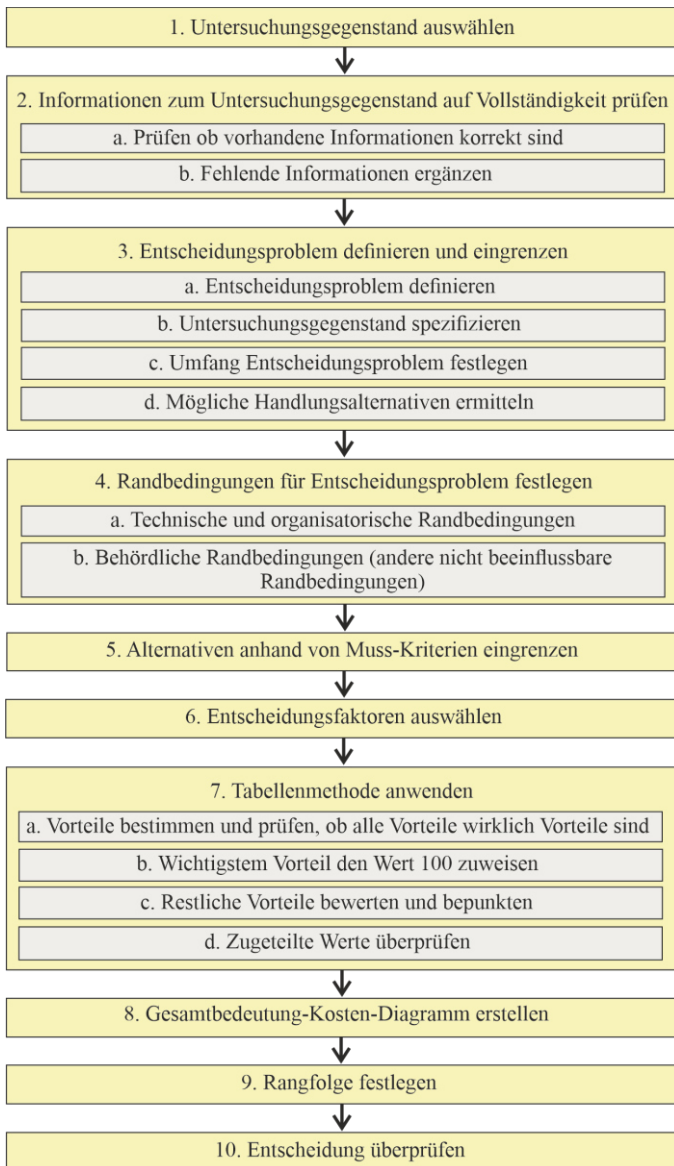 1. Untersuchungsgegenstand auswählen
2. Informationen zum Untersuchungsgegenstand auf Vollständigkeit prüfen
a. Prüfen ob vorhandene Informationen korrekt sind
b. Fehlende Informationen ergänzen
3. Entscheidungsproblem definieren und eingrenzen
a. Entscheidungsproblem definieren
b. Untersuchungsgegenstand spezifizieren
c. Umfang Entscheidungsproblem festlegen
d. Mögliche Handlungsalternativen ermitteln
4. Randbedingungen für Entscheidungsproblem festlegen
a. Technische und organisatorische Randbedingungen
b. Behördliche Randbedingungen (andere nicht beeinflussbare
Randbedingungen)
5. Alternativen anhand von Muss-Kriterien eingrenzen
6. Entscheidungsfaktoren auswählen
7. Tabellenmethode anwenden
a. Vorteile bestimmen und prüfen, ob alle Vorteile wirklich Vorteile sind
b. Wichtigstem Vorteil den Wert 100 zuweisen
c. Restliche Vorteile bewerten und bepunkten
d. Zugeteilte Werte überprüfen
8. Gesamtbedeutung-Kosten-Diagramm erstellen
9. Rangfolge festlegen
10. Entscheidung überprüfen